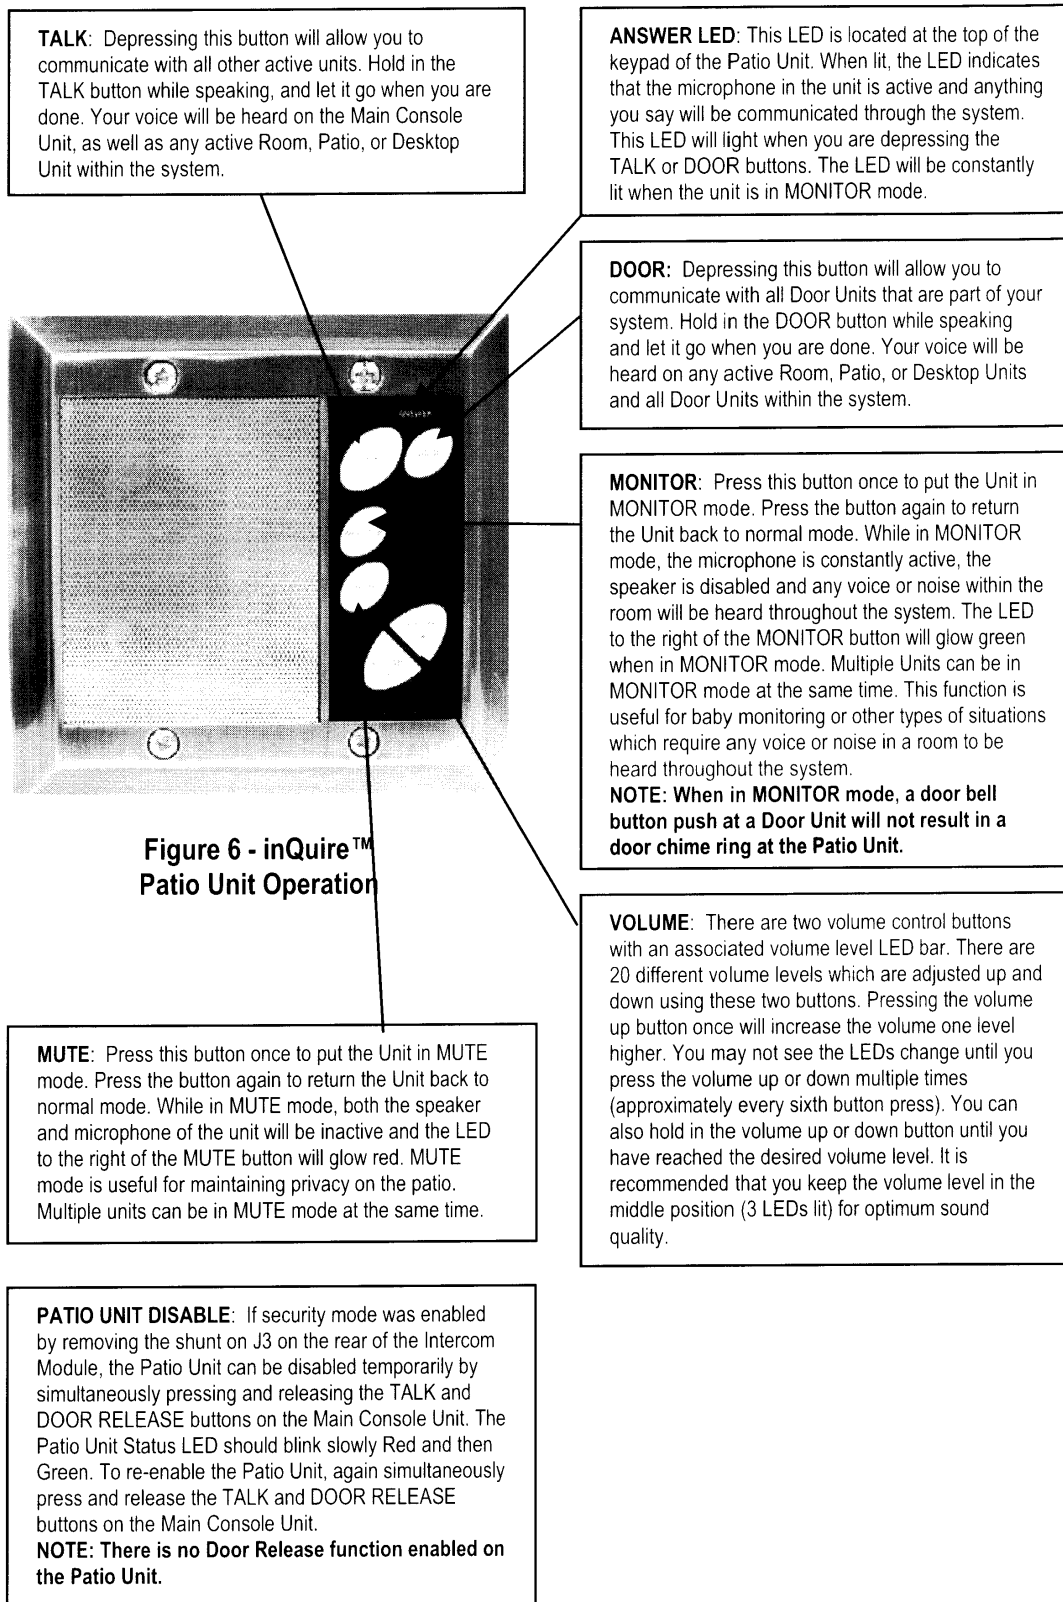 TALK: Depressing this button will allow you to
communicate with all other active units. Hold in the
TALK button while speaking, and let it go when you are
done. Your voice will be heard on the Main Console
Unit, as well as any active Room, Patio, or Desktop
Unit within the system.
ANSWER LED: This LED is located at the top of the
keypad of the Patio Unit. When lit, the LED indicates
that the microphone in the unit is active and anything
you say will be communicated through the system.
This LED will light when you are depressing the
TALK or DOOR buttons. The LED will be constantly
lit when the unit is in MONITOR mode.
DOOR: Depressing this button will allow you to
communicate with all Door Units that are part of your
system. Hold in the DOOR button while speaking
and let it go when you are done. Your voice will be
heard on any active Room, Patio, or Desktop Units
and all Door Units within the system.
ANSWER
MONITOR: Press this button once to put the Unit in
MONITOR mode. Press the button again to return
the Unit back to normal mode. While in MONITOR
mode, the microphone is constantly active, the
speaker is disabled and any voice or noise within the
room will be heard throughout the system. The LED
to the right of the MONITOR button will glow green
when in MONITOR mode. Multiple Units can be in
MONITOR mode at the same time. This function is
useful for baby monitoring or other types of situations
which require any voice or noise in a room to be
heard throughout the system.
NOTE: When in MONITOR mode, a door bell
button push at a Door Unit will not result in a
door chime ring at the Patio Unit.
Figure 6 - inQuire™
Patio Unit Operation
VOLUME: There are two volume control buttons
with an associated volume level LED bar. There are
20 different volume levels which are adjusted up and
down using these two buttons. Pressing the volume
up button once will increase the volume one level
higher. You may not see the LEDs change until you
press the volume up or down multiple times
(approximately every sixth button press). You can
also hold in the volume up or down button until you
have reached the desired volume level. It is
recommended that you keep the volume level in the
middle position (3 LEDs lit) for optimum sound
quality.
MUTE: Press this button once to put the Unit in MUTE
mode. Press the button again to return the Unit back to
normal mode. While in MUTE mode, both the speaker
and microphone of the unit will be inactive and the LED
to the right of the MUTE button will glow red. MUTE
mode is useful for maintaining privacy on the patio.
Multiple units can be in MUTE mode at the same time.
PATIO UNIT DISABLE: If security mode was enabled
by removing the shunt on J3 on the rear of the Intercom
Module, the Patio Unit can be disabled temporarily by
simultaneously pressing and releasing the TALK and
DOOR RELEASE buttons on the Main Console Unit. The
Patio Unit Status LED should blink slowly Red and then
Green. To re-enable the Patio Unit, again simultaneously
press and release the TALK and DOOR RELEASE
buttons on the Main Console Unit.
NOTE: There is no Door Release function enabled on
the Patio Unit.